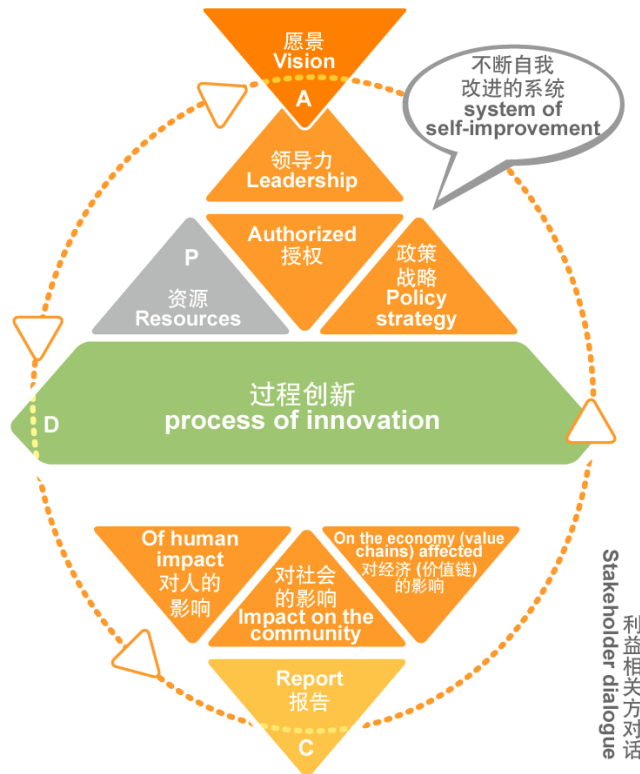 愿景
Vision
A
不断自我
改进的系统
system of
self-improvement
领导力
Leadership
P
资源
Resources
Authorized
授权
政策
战略
Policy
strategy
D
过程创新
process of innovation
Of human
impact
对人的
影响
对社会
的影响
Impact on the
community
On the economy (value
chains) affected
对经济 (价值链)
的影响
Report
报告
C
利益相关方对话
Stakeholder dialogue